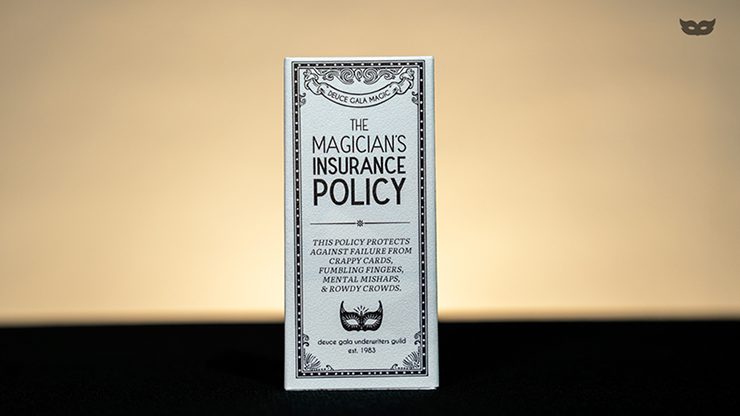 DEUCE GALA MAGIC
THE
MAGICIAN'S
INSURANCE
POLICY
THIS POLICY PROTECTS
AGAINST FAILURE FROM
CRAPPY CARDS,
FUMBLING FINGERS,
MENTAL MISHAPS,
& ROWDY CROWDS.
deuce gala underwriters guild
est. 1983